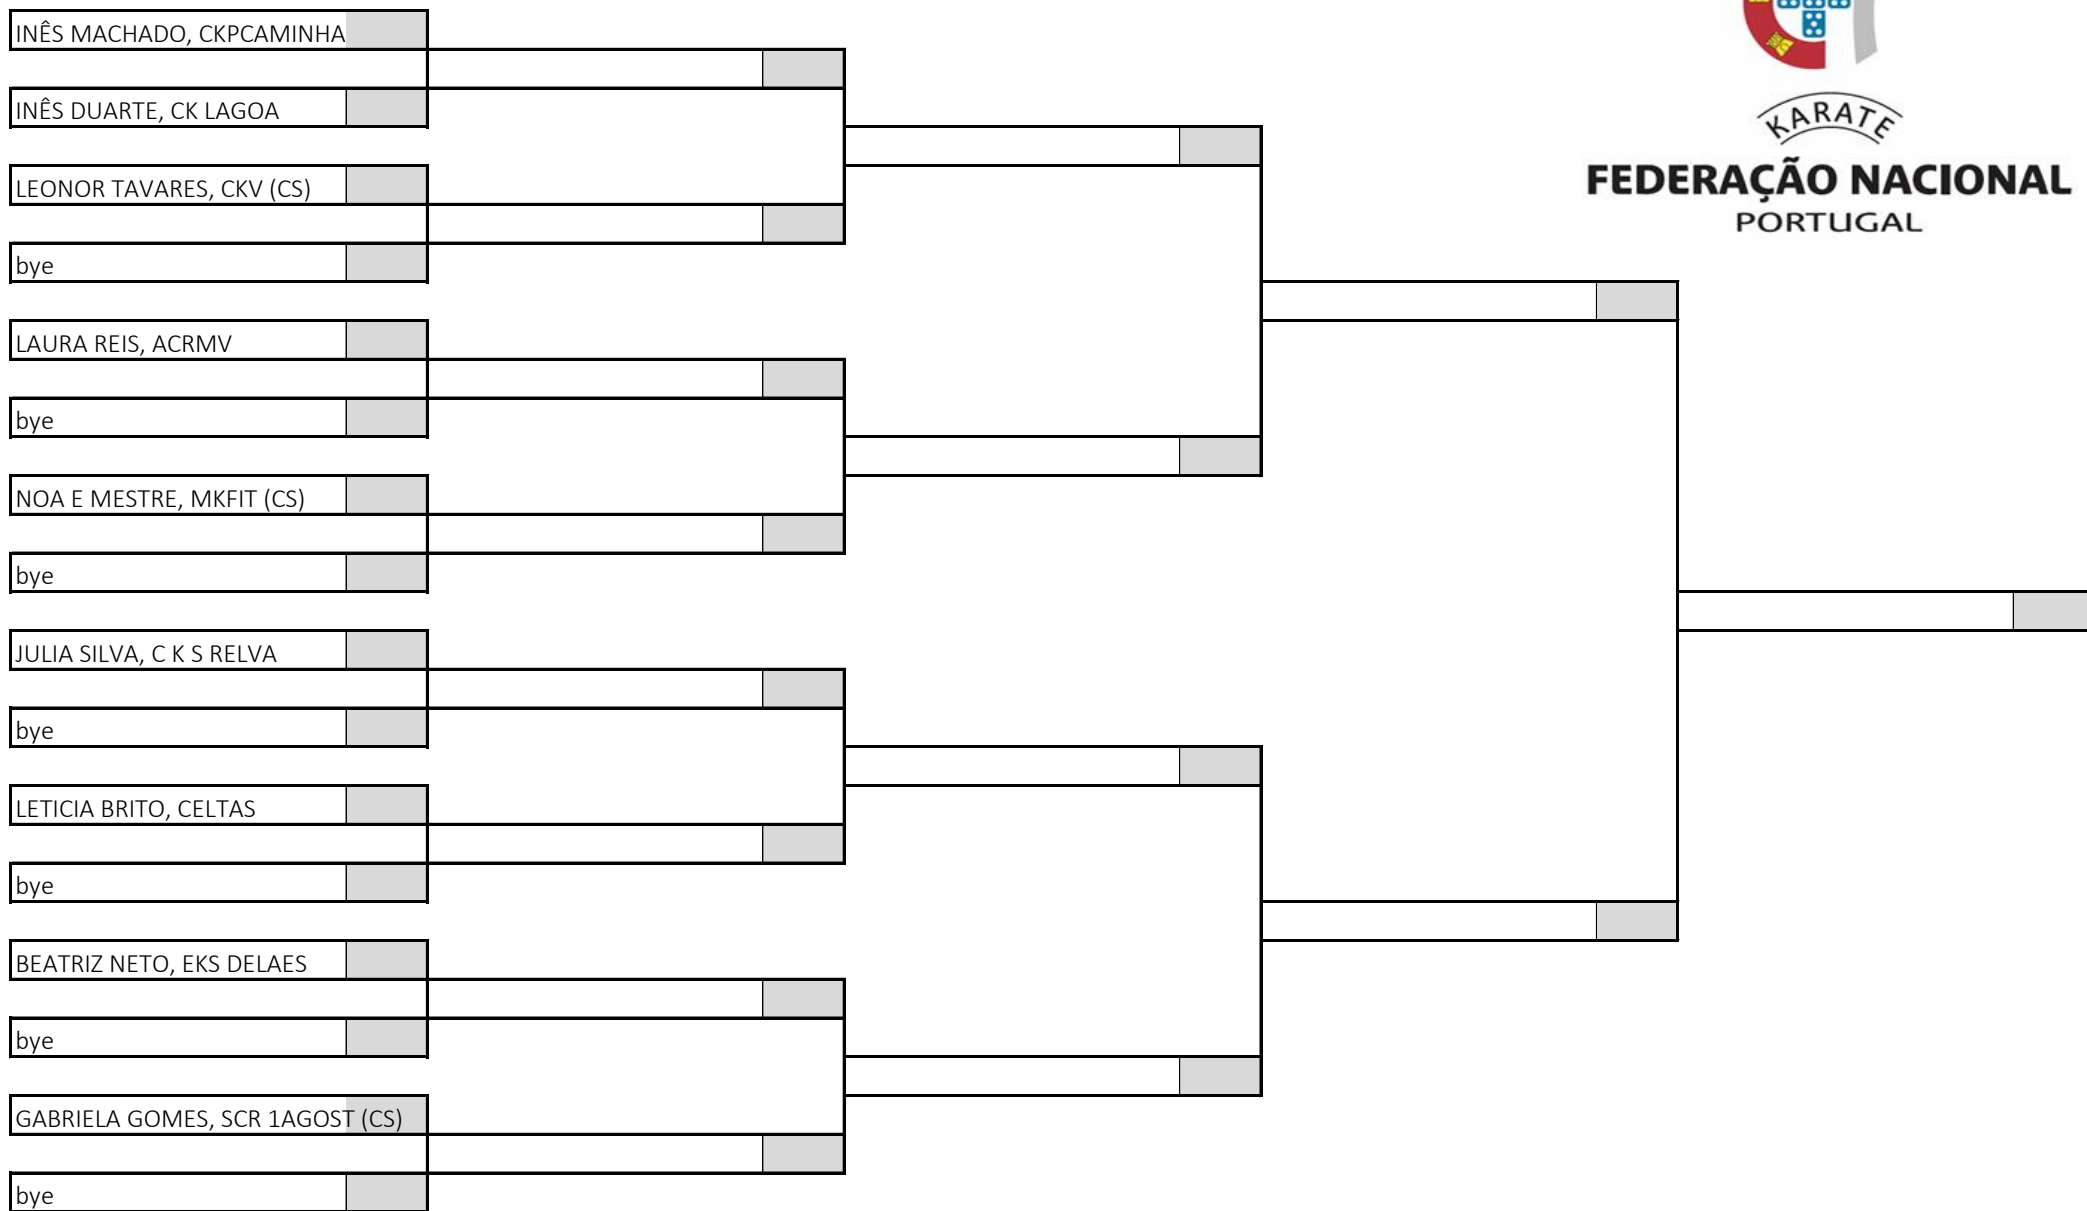 INÊS MACHADO, CKPCAMINHA
INÊS DUARTE, CK LAGOA
LEONOR TAVARES, CKV (CS)
bye
LAURA REIS, ACRMV
bye
NOA E MESTRE, MKFIT (CS)
bye
JULIA SILVA, C K S RELVA
bye
LETICIA BRITO, CELTAS
bye
BEATRIZ NETO, EKS DELAES
bye
GABRIELA GOMES, SCR 1AGOST (CS)
bye
KARATE
FEDERAÇÃO NACIONAL
PORTUGAL